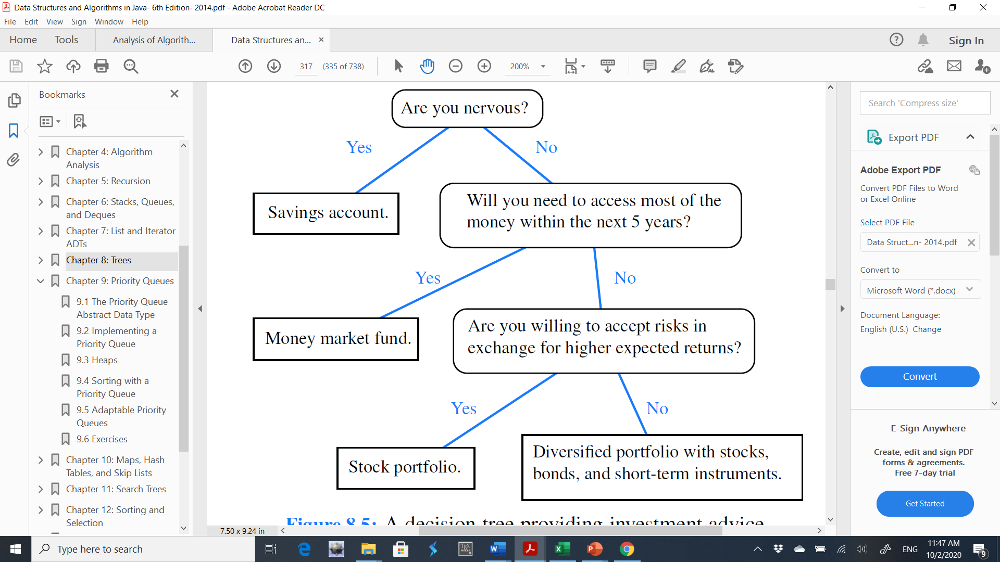 Data Structures and Algorithms in Java- 6th Edition- 2014.pdf - Adobe Acrobat Reader DC
File Edit View Sign Window Help
Home Tools Analysis of Algorith... Data Structures an... Sign In
317 (335 of 738) 200%
Bookmarks
Chapter 4: Algorithm
Analysis
Chapter 5: Recursion
Chapter 6: Stacks, Queues,
and Deques
Chapter 7: List and Iterator
ADTs
Chapter 8: Trees
Chapter 9: Priority Queues
9.1 The Priority Queue
Abstract Data Type
9.2 Implementing a
Priority Queue
9.3 Heaps
9.4 Sorting with a
Priority Queue
9.5 Adaptable Priority
Queues
9.6 Exercises
Chapter 10: Maps, Hash
Tables, and Skip Lists
Chapter 11: Search Trees
Chapter 12: Sorting and
Selection
Are you nervous?
Yes No
Savings account.
Will you need to access most of the
money within the next 5 years?
Yes No
Money market fund.
Are you willing to accept risks in
exchange for higher expected returns?
Yes No
Stock portfolio.
Diversified portfolio with stocks,
bonds, and short-term instruments.
Figure 8.5: A decision tree providing investment advice
7.50 x 9.24 in
Search 'Compress size'
Export PDF
Adobe Export PDF
Convert PDF Files to Word
or Excel Online
Select PDF File
Data Struct...n- 2014.pdf
Convert to
Microsoft Word (*.docx)
Document Language:
English (U.S.) Change
Convert
E-Sign Anywhere
Create, edit and sign PDF
forms & agreements.
Free 7-day trial
Get Started
Type here to search
TEX
MAKER
ENG
11:47 AM
10/2/2020
9